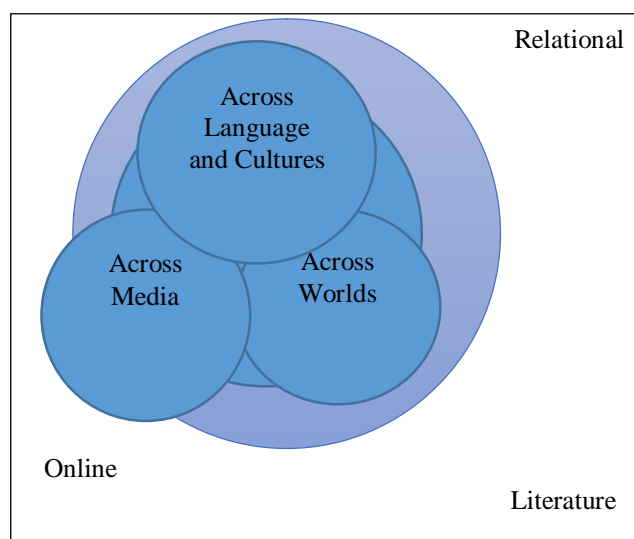 Relational
Across
Language
and Cultures
Across
Media
Across
Worlds
Online
Literature